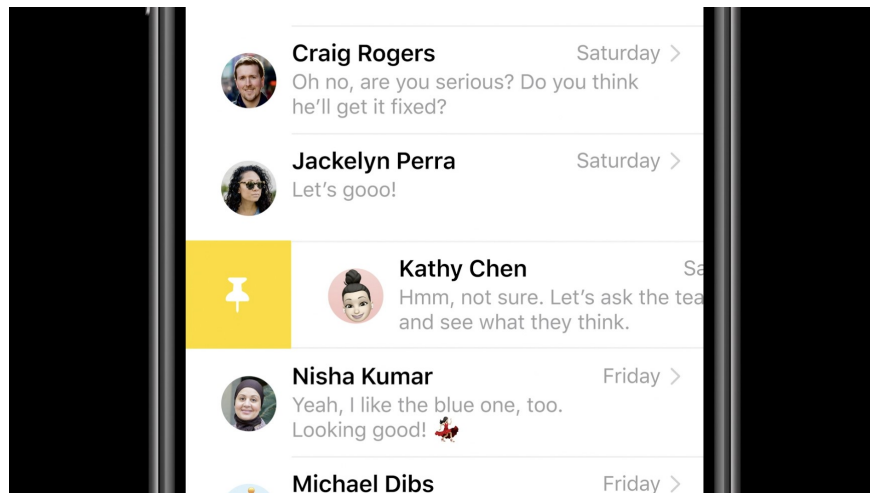 Craig Rogers
Saturday
Oh no, are you serious? Do you think
he’ll get it fixed?
Jackelyn Perra
Saturday
Let’s gooo!
Kathy Chen
Sa
Hmm, not sure. Let’s ask the tea
and see what they think.
Nisha Kumar
Friday
Yeah, I like the blue one, too.
Looking good! 💃
Michael Dibs
Friday